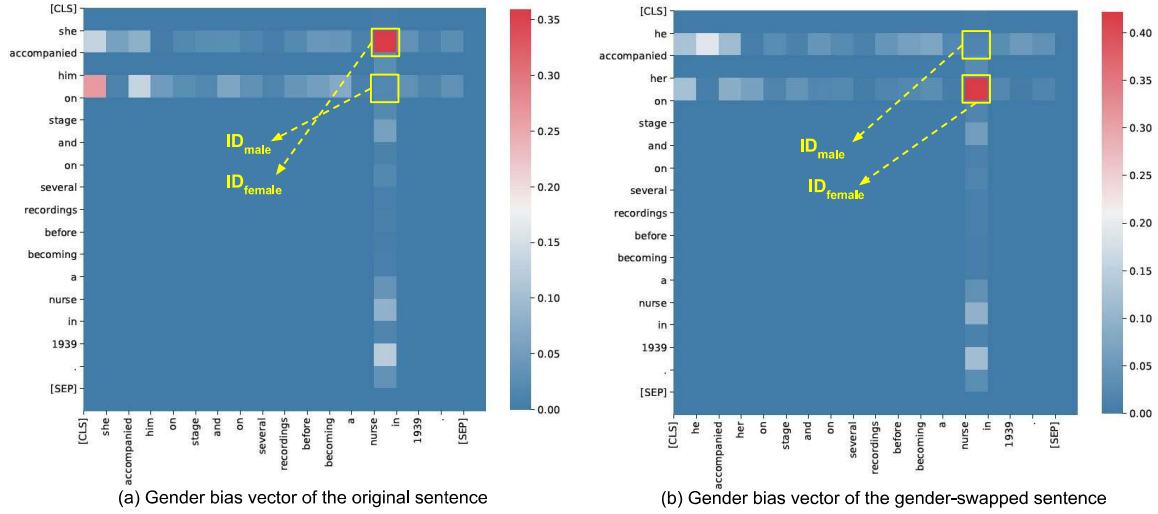 [CLS]
she
accompanied
him
on
stage
and
on
several
recordings
before
becoming
a
nurse
in
1939
.
[SEP]
ID_male
ID_female
0.35
0.30
0.25
0.20
0.15
0.10
0.05
0.00
[CLS]
she
accompanied
him
on
stage
and
on
several
recordings
before
becoming
a
nurse
in
1939
.
[SEP]
(a) Gender bias vector of the original sentence
[CLS]
he
accompanied
her
on
stage
and
on
several
recordings
before
becoming
a
nurse
in
1939
.
[SEP]
ID_male
ID_female
0.40
0.35
0.30
0.25
0.20
0.15
0.10
0.05
0.00
[CLS]
he
accompanied
her
on
stage
and
on
several
recordings
before
becoming
a
nurse
in
1939
.
[SEP]
(b) Gender bias vector of the gender-swapped sentence